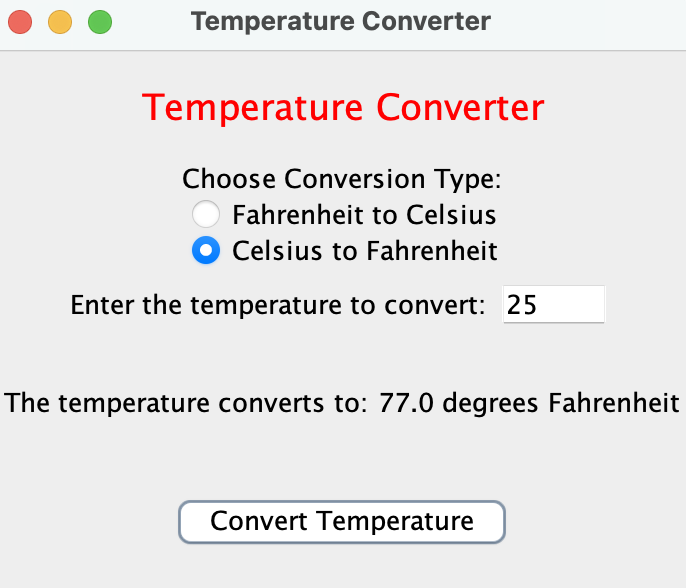 Temperature Converter
Temperature Converter
Choose Conversion Type:
Fahrenheit to Celsius
Celsius to Fahrenheit
Enter the temperature to convert: 25
The temperature converts to: 77.0 degrees Fahrenheit
Convert Temperature